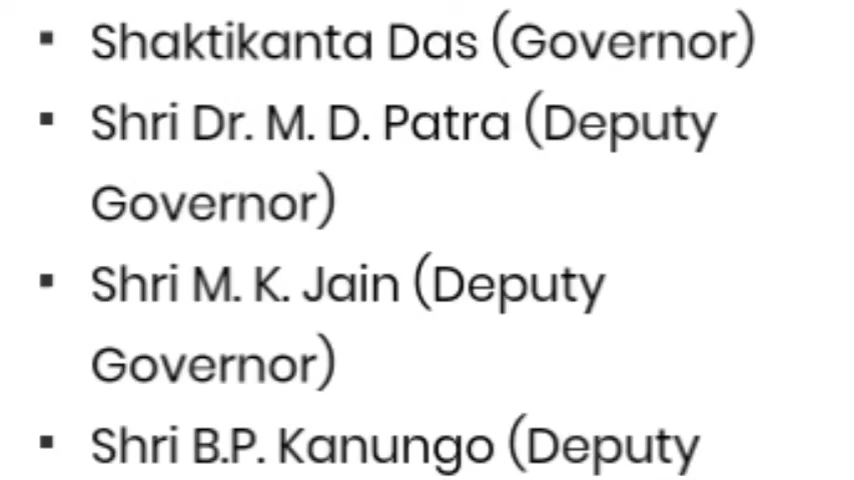 ▪ Shaktikanta Das (Governor)
▪ Shri Dr. M. D. Patra (Deputy
Governor)
▪ Shri M. K. Jain (Deputy
Governor)
▪ Shri B.P. Kanungo (Deputy